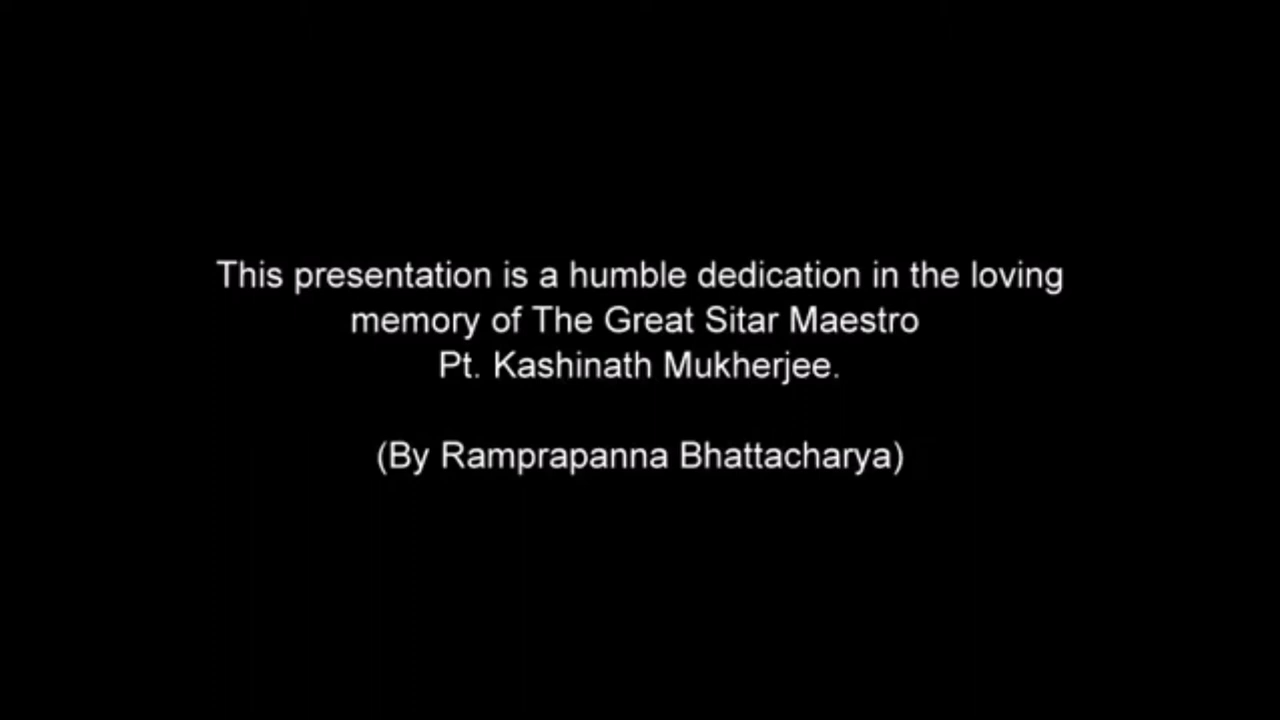 This presentation is a humble dedication in the loving
memory of The Great Sitar Maestro
Pt. Kashinath Mukherjee.
(By Ramprapanna Bhattacharya)